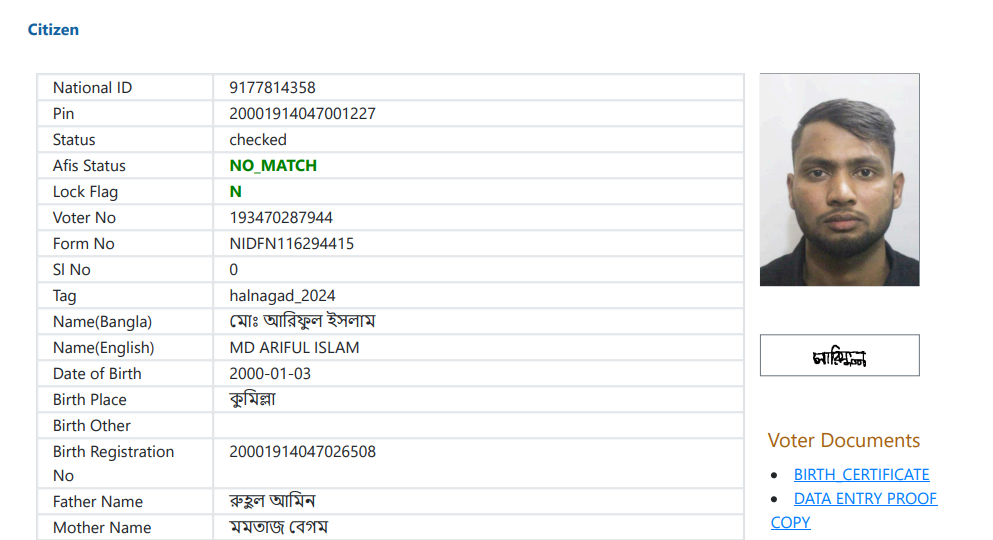 Citizen
National ID 9177814358
Pin 20001914047001227
Status checked
Afis Status NO_MATCH
Lock Flag N
Voter No 193470287944
Form No NIDFN116294415
Sl No 0
Tag halnagad_2024
Name(Bangla) মোঃ আরিফুল ইসলাম
Name(English) MD ARIFUL ISLAM
Date of Birth 2000-01-03
Birth Place কুমিল্লা
Birth Other
Birth Registration No 20001914047026508
Father Name রুহুল আমিন
Mother Name মমতাজ বেগম
আরিফুল
Voter Documents
BIRTH_CERTIFICATE
DATA ENTRY PROOF
COPY